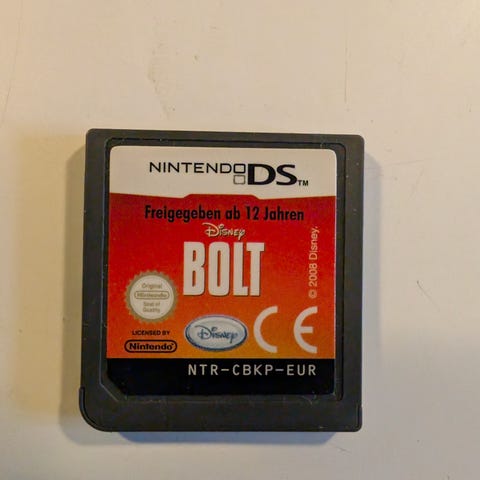 NINTENDO DS™
Freigegeben ab 12 Jahren
Disney
BOLT
© 2008 Disney.
Original
Nintendo
Seal of
Quality
LICENSED BY
Nintendo
Disney
CE
NTR-CBKP-EUR